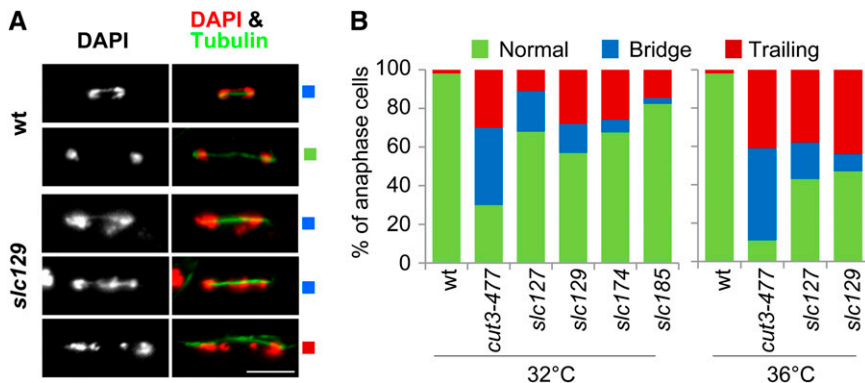 A
DAPI
DAPI &
Tubulin
wt
slc129
B
Normal
Bridge
Trailing
% of anaphase cells
100
80
60
40
20
0
wt
cut3-477
slc127
slc129
slc174
slc185
32°C
wt
cut3-477
slc127
slc129
36°C